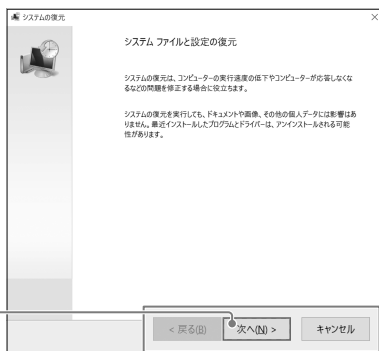 システムの復元
システム ファイルと設定の復元
システムの復元は、コンピューターの実行速度の低下やコンピューターが応答しなくな
るなどの問題を修正する場合に役立ちます。
システムの復元を実行しても、ドキュメントや画像、その他の個人データには影響はあ
りません。最近インストールしたプログラムとドライバーは、アンインストールされる可能
性があります。
< 戻る(B)
次へ(N) >
キャンセル